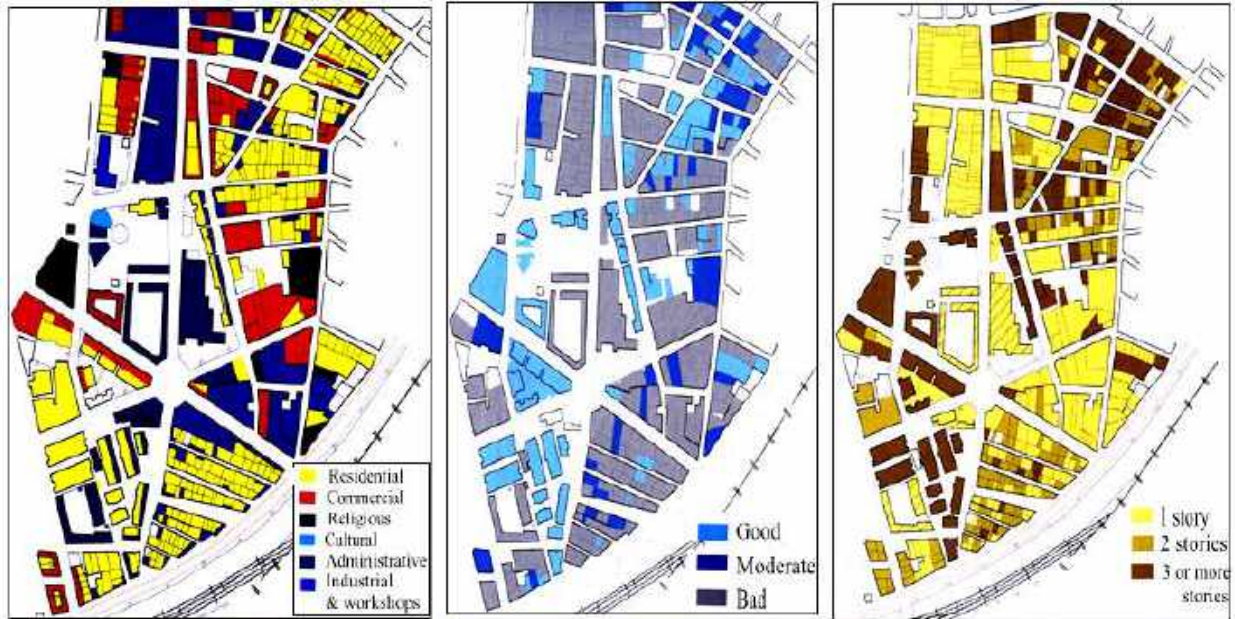 Residential
Commercial
Religious
Cultural
Administrative
Industrial
& workshops
Good
Moderate
Bad
1 story
2 stories
3 or more
stories